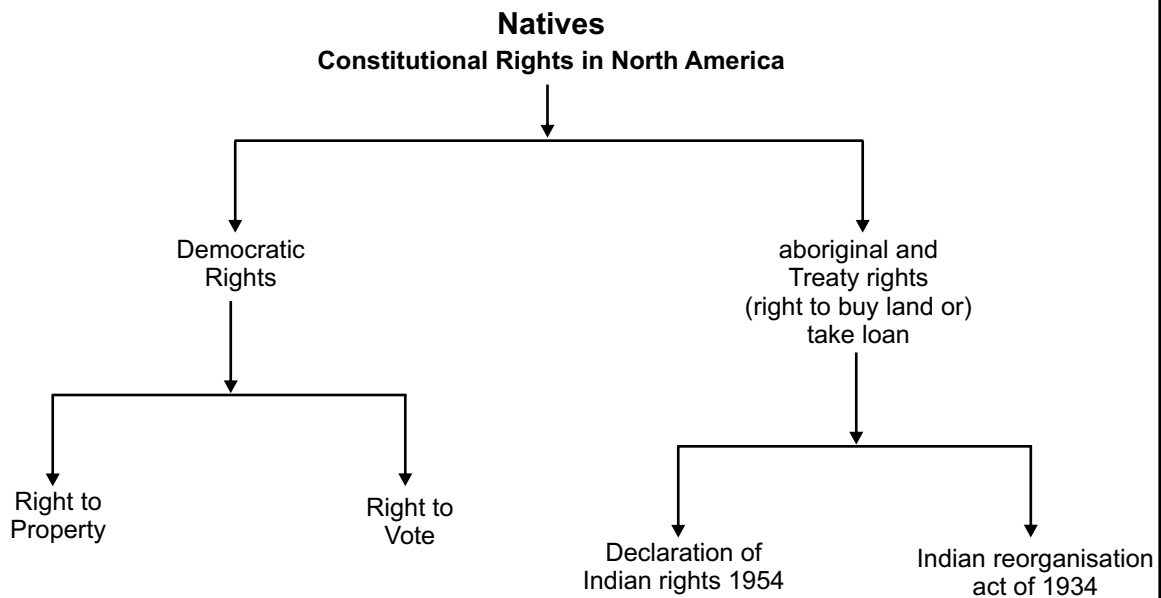 Natives
Constitutional Rights in North America
Democratic
Rights
aboriginal and
Treaty rights
(right to buy land or)
take loan
Right to
Property
Right to
Vote
Declaration of
Indian rights 1954
Indian reorganisation
act of 1934